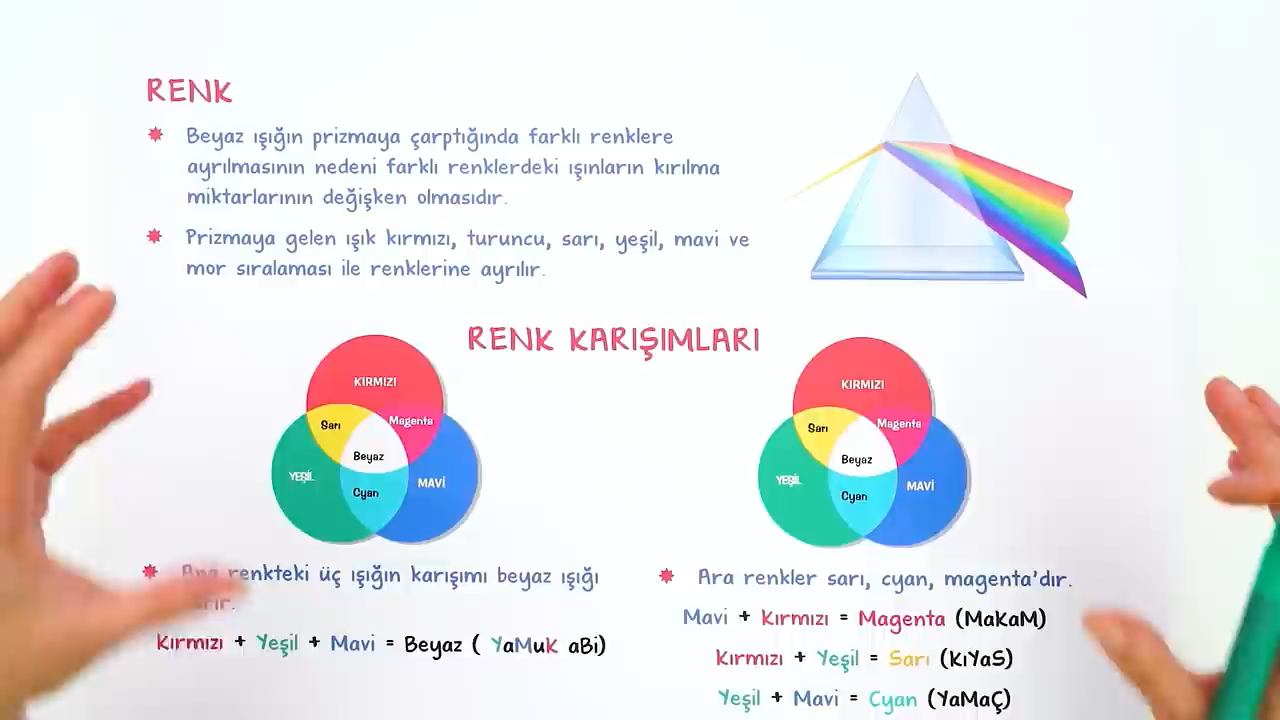 RENK
Beyaz ışığın prizmaya çarptığında farklı renklere
ayrılmasının nedeni farklı renklerdeki ışınların kırılma
miktarlarının değişken olmasıdır.
Prizmaya gelen ışık kırmızı, turuncu, sarı, yeşil, mavi ve
mor sıralaması ile renklerine ayrılır.
RENK KARIŞIMLARI
KIRMIZI
Sarı
Magenta
Beyaz
YEŞİL
MAVİ
Cyan
KIRMIZI
Sarı
Magenta
Beyaz
YEŞİL
MAVİ
Cyan
Ana renkteki üç ışığın karışımı beyaz ışığı
Kırmızı + Yeşil + Mavi = Beyaz ( YaMuK aBi)
Ara renkler sarı, cyan, magenta'dır.
Mavi + Kırmızı = Magenta (MaKaM)
Kırmızı + Yeşil = Sarı (KıYaS)
Yeşil + Mavi = Cyan (YaMaÇ)